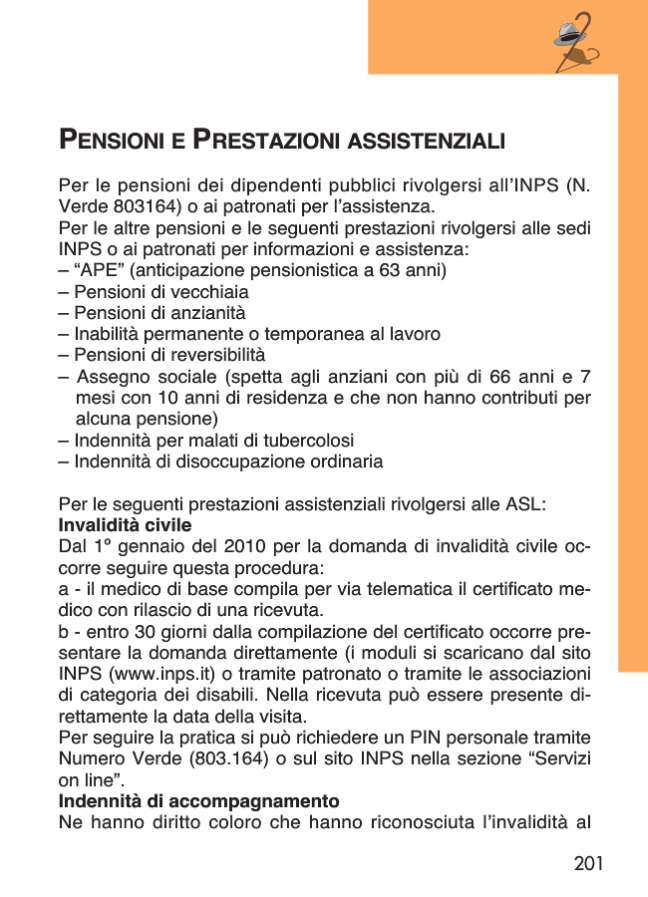 PENSIONI E PRESTAZIONI ASSISTENZIALI
Per le pensioni dei dipendenti pubblici rivolgersi all'INPS (N.
Verde 803164) o ai patronati per l'assistenza.
Per le altre pensioni e le seguenti prestazioni rivolgersi alle sedi
INPS o ai patronati per informazioni e assistenza:
– "APE" (anticipazione pensionistica a 63 anni)
– Pensioni di vecchiaia
– Pensioni di anzianità
– Inabilità permanente o temporanea al lavoro
– Pensioni di reversibilità
– Assegno sociale (spetta agli anziani con più di 66 anni e 7
mesi con 10 anni di residenza e che non hanno contributi per
alcuna pensione)
– Indennità per malati di tubercolosi
– Indennità di disoccupazione ordinaria
Per le seguenti prestazioni assistenziali rivolgersi alle ASL:
Invalidità civile
Dal 1º gennaio del 2010 per la domanda di invalidità civile oc-
corre seguire questa procedura:
a - il medico di base compila per via telematica il certificato me-
dico con rilascio di una ricevuta.
b - entro 30 giorni dalla compilazione del certificato occorre pre-
sentare la domanda direttamente (i moduli si scaricano dal sito
INPS (www.inps.it) o tramite patronato o tramite le associazioni
di categoria dei disabili. Nella ricevuta può essere presente di-
rettamente la data della visita.
Per seguire la pratica si può richiedere un PIN personale tramite
Numero Verde (803.164) o sul sito INPS nella sezione "Servizi
on line".
Indennità di accompagnamento
Ne hanno diritto coloro che hanno riconosciuta l'invalidità al
201